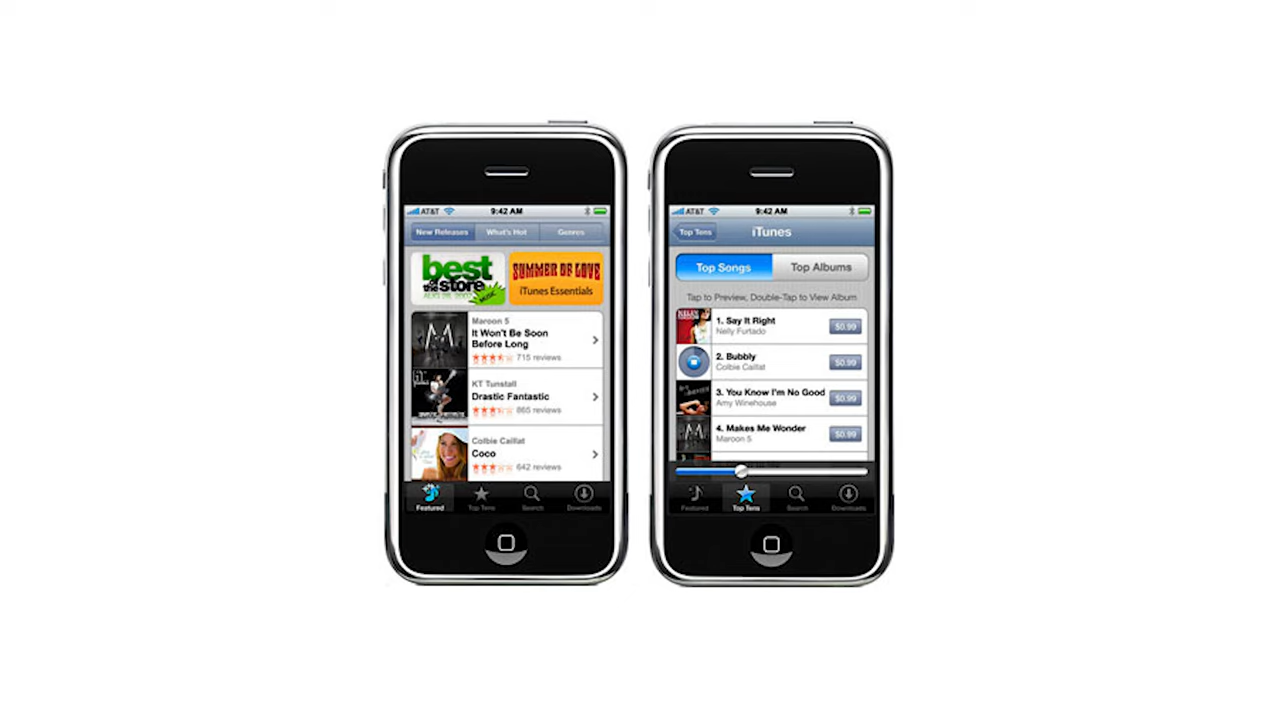 AT&T 9:42 AM
New Releases What's Hot Genres
best
of the store
MUSIC
SUMMER OF LOVE
iTunes Essentials
Maroon 5
It Won't Be Soon
Before Long
715 reviews
KT Tunstall
Drastic Fantastic
865 reviews
Colbie Caillat
Coco
642 reviews
Featured Top Tens Search Downloads
AT&T 9:42 AM
Top Tens iTunes
Top Songs Top Albums
Tap to Preview, Double-Tap to View Album
1. Say It Right $0.99
Nelly Furtado
2. Bubbly $0.99
Colbie Caillat
3. You Know I'm No Good $0.99
Amy Winehouse
4. Makes Me Wonder $0.99
Maroon 5
Featured Top Tens Search Downloads